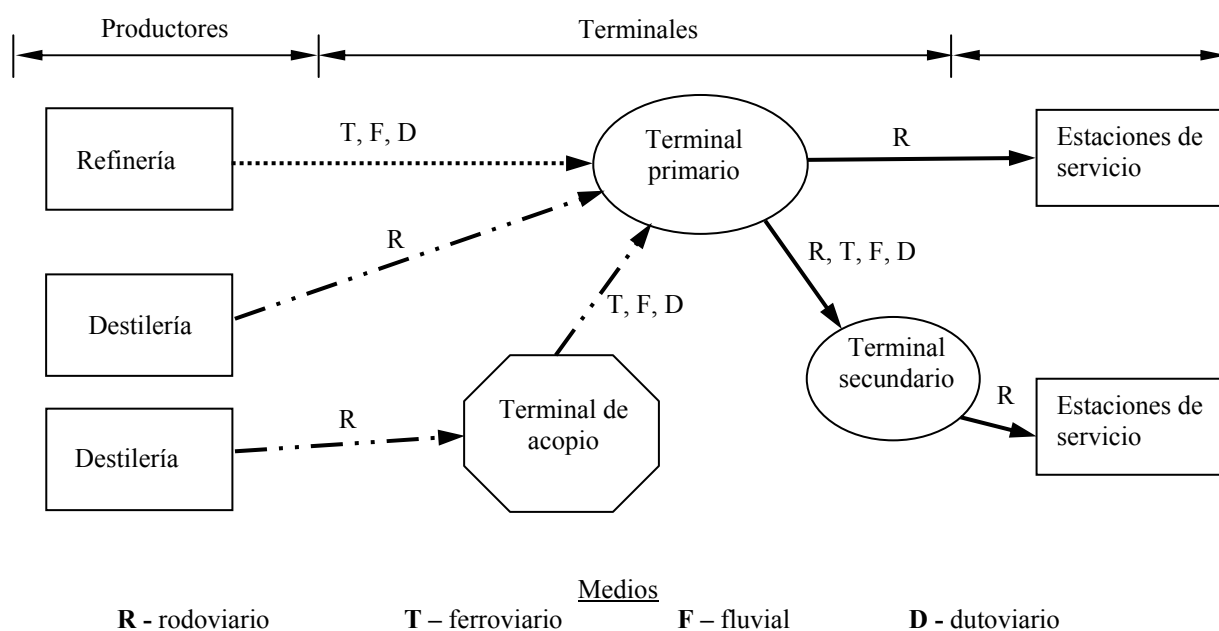 Productores
Terminales
Refinería
T, F, D
Terminal
primario
R
Estaciones de
servicio
R
R, T, F, D
Destilería
T, F, D
Terminal
secundario
R
Estaciones de
servicio
Destilería
R
Terminal de
acopio
Medios
R - rodoviario T – ferroviario F – fluvial D - dutoviario